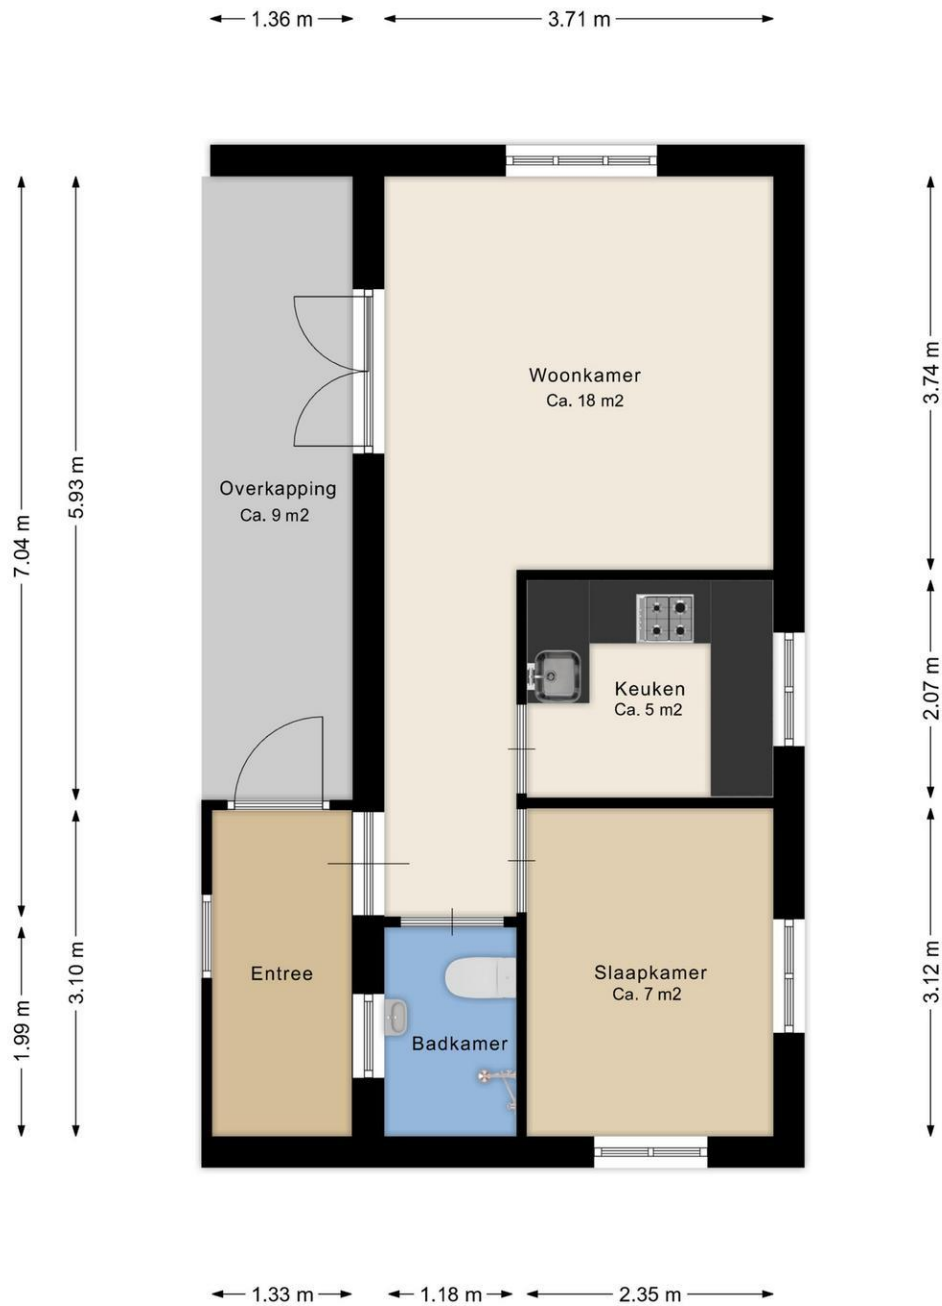 1.36 m
3.71 m
7.04 m
5.93 m
3.74 m
Woonkamer
Ca. 18 m2
Overkapping
Ca. 9 m2
2.07 m
Keuken
Ca. 5 m2
1.99 m
3.10 m
3.12 m
Entree
Slaapkamer
Ca. 7 m2
Badkamer
1.33 m
1.18 m
2.35 m